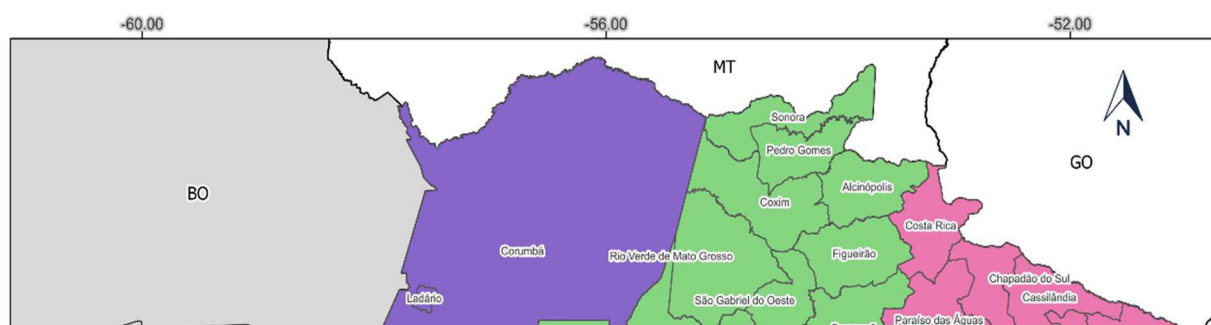 -60.00
-56.00
-52.00
MT
Sonora
N
Pedro Gomes
GO
BO
Alcinópolis
Coxim
Costa Rica
Corumbá
Rio Verde de Mato Grosso
Figueirão
Chapadão do Sul
Ladário
São Gabriel do Oeste
Cassilândia
Paraíso das Águas